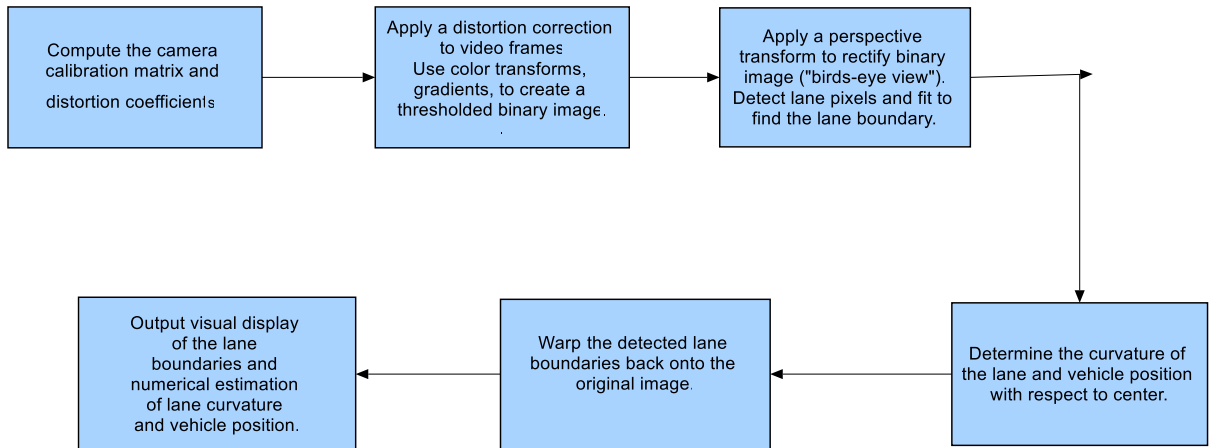 Compute the camera
calibration matrix and
distortion coefficients
Apply a distortion correction
to video frames
Use color transforms,
gradients, to create a
thresholded binary image.
.
Apply a perspective
transform to rectify binary
image ("birds-eye view").
Detect lane pixels and fit to
find the lane boundary.
Determine the curvature of
the lane and vehicle position
with respect to center.
Warp the detected lane
boundaries back onto the
original image.
Output visual display
of the lane
boundaries and
numerical estimation
of lane curvature
and vehicle position.